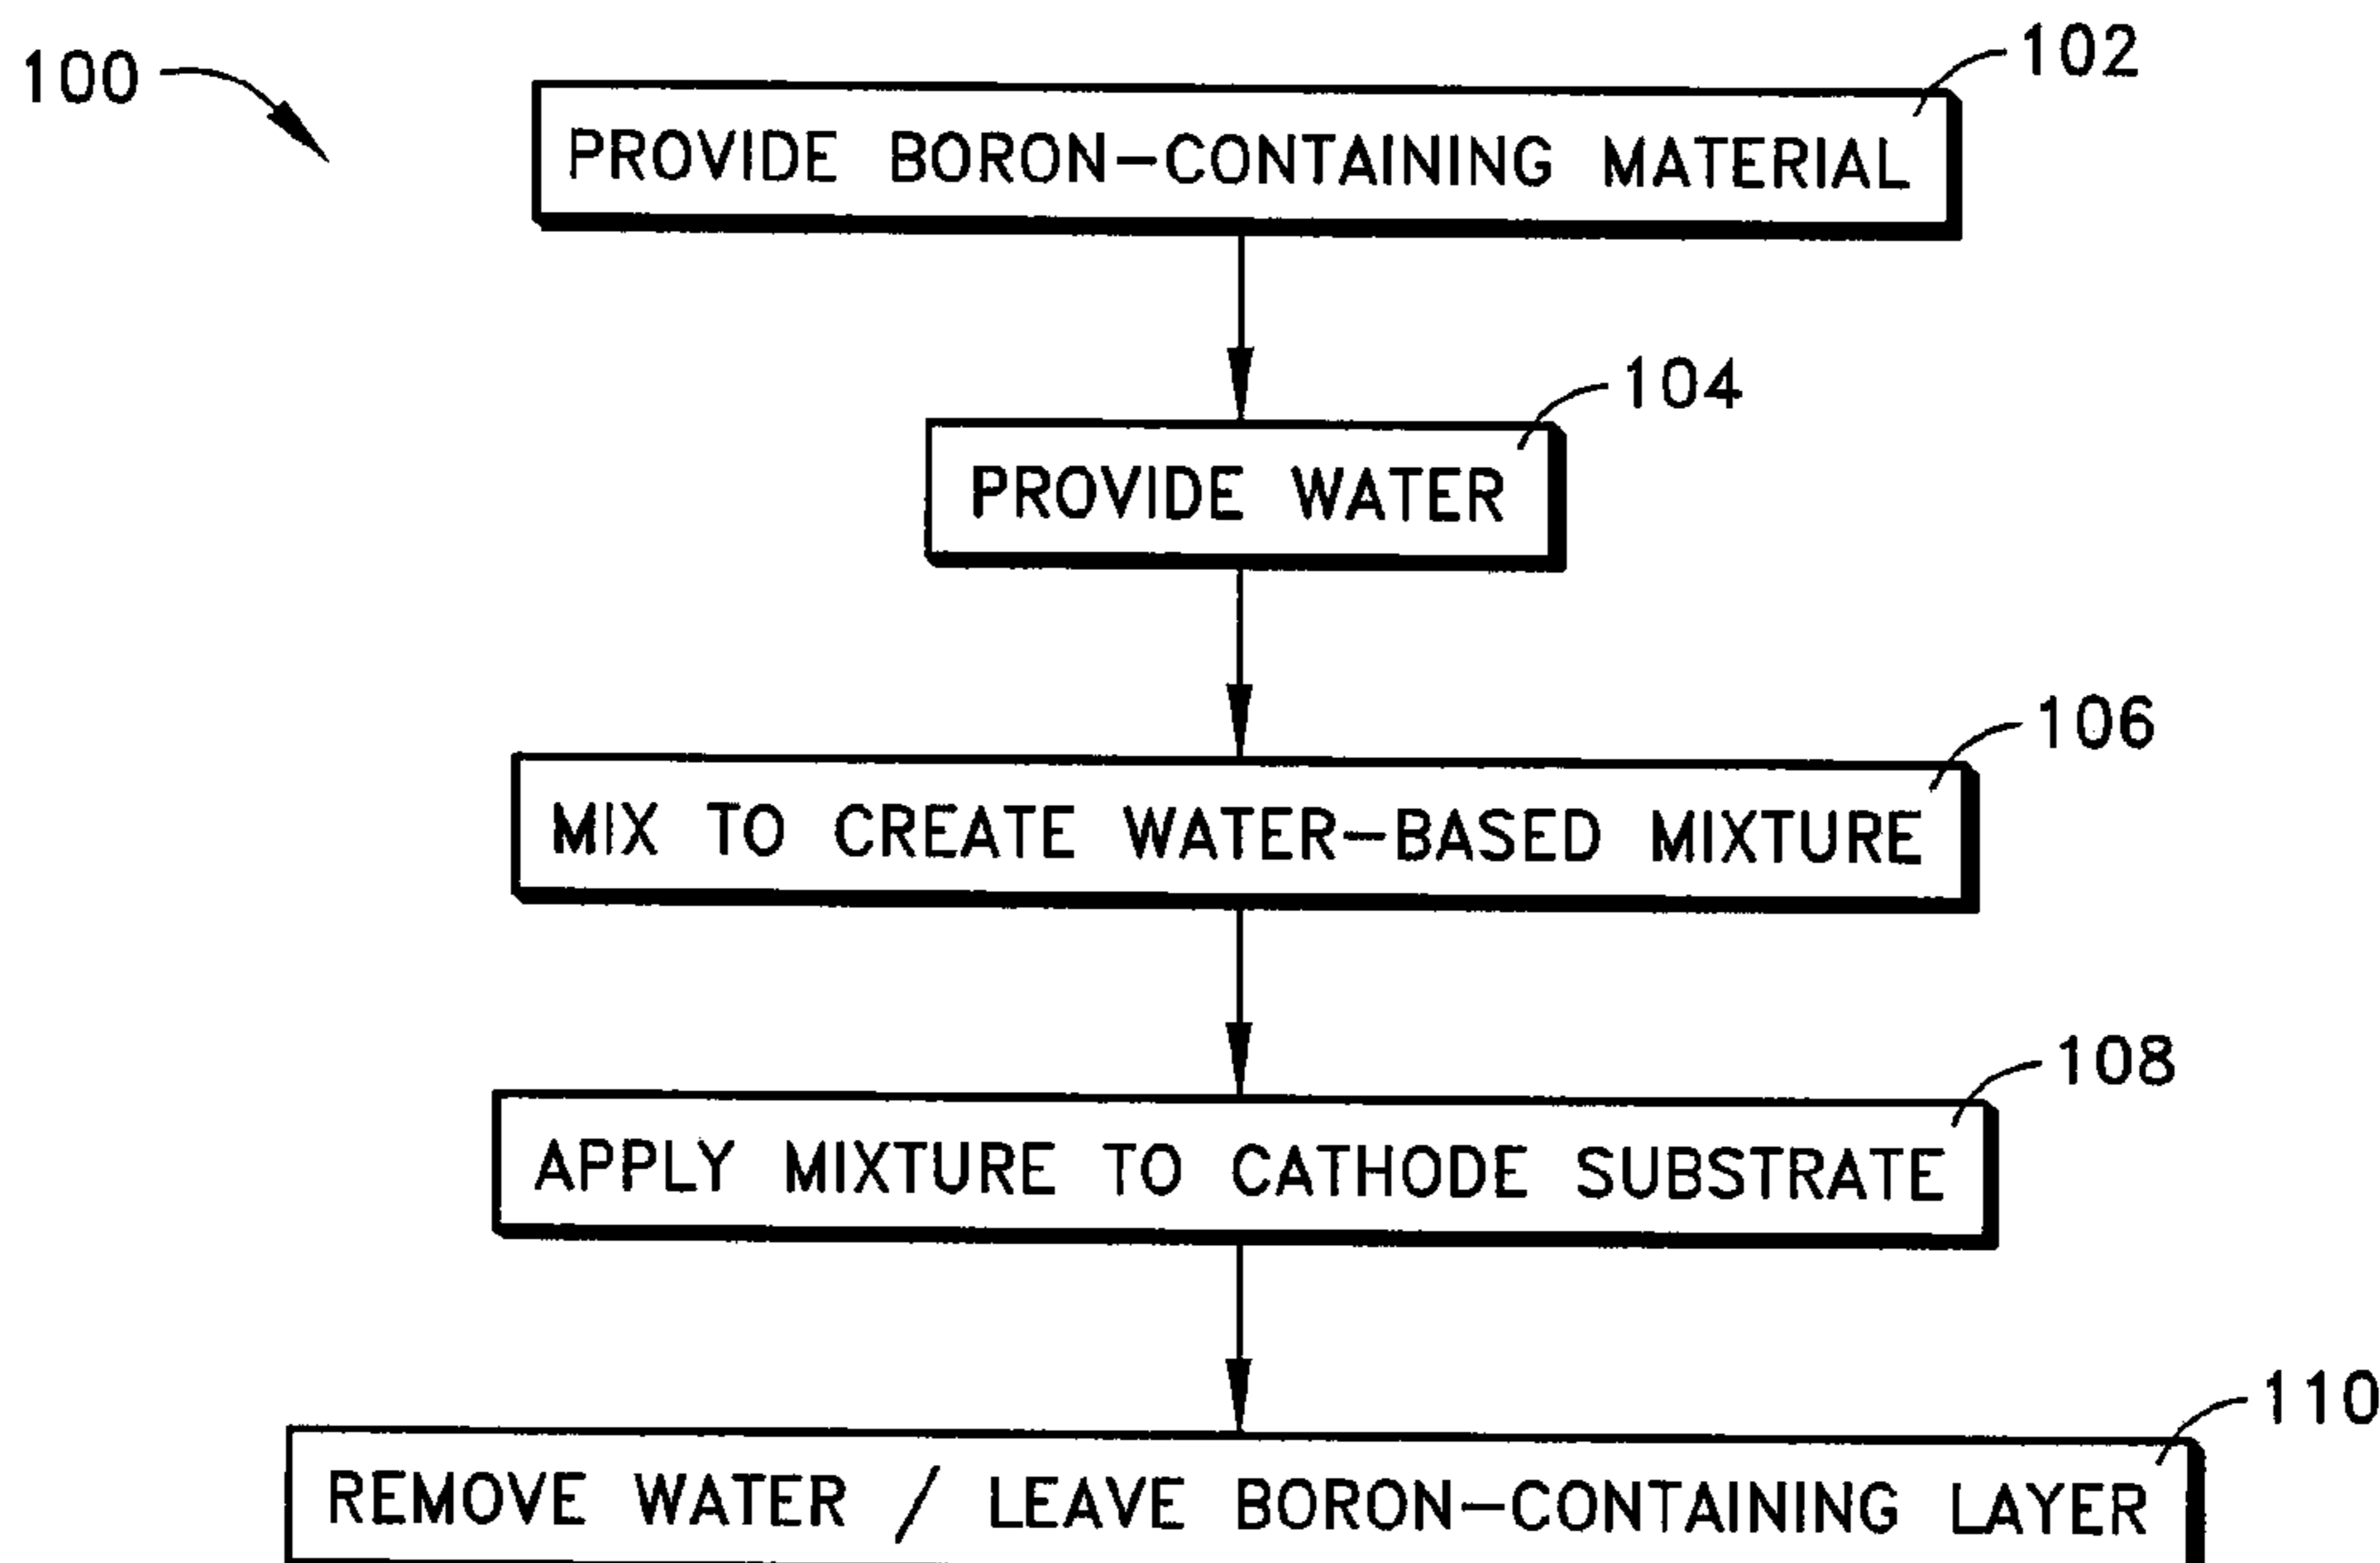 100
102
PROVIDE BORON-CONTAINING MATERIAL
104
PROVIDE WATER
106
MIX TO CREATE WATER-BASED MIXTURE
108
APPLY MIXTURE TO CATHODE SUBSTRATE
110
REMOVE WATER / LEAVE BORON-CONTAINING LAYER